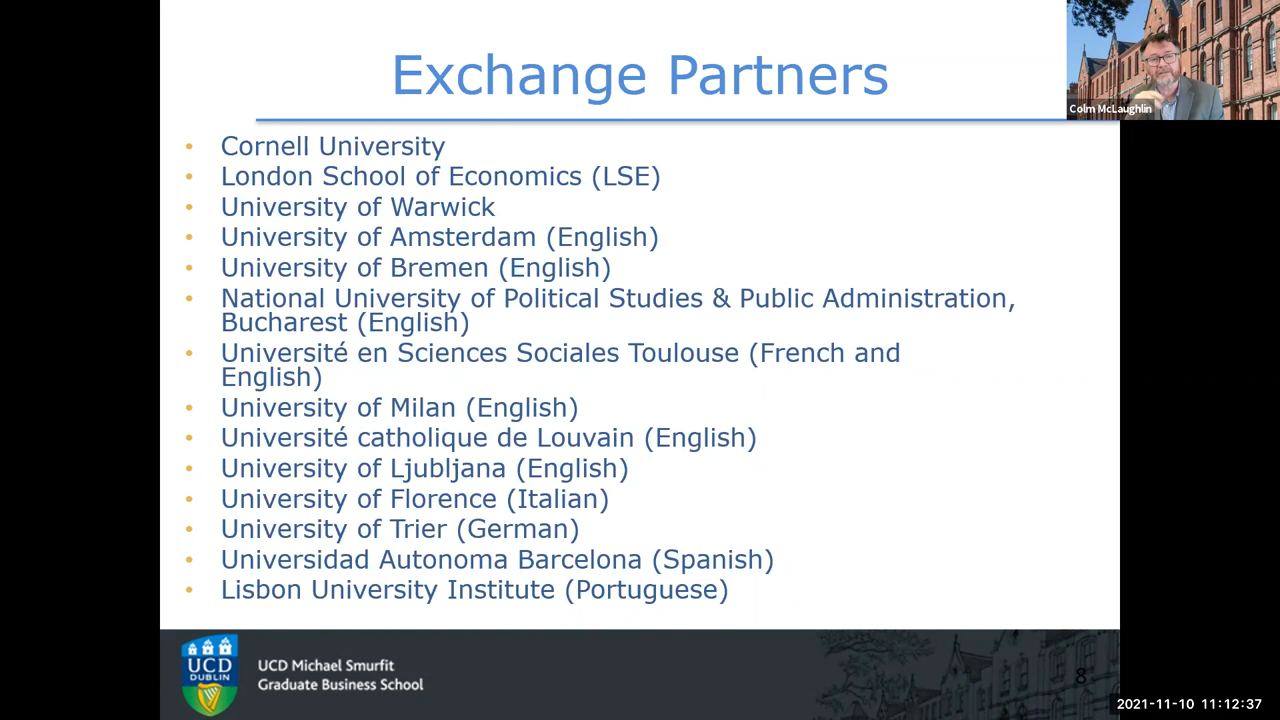 Exchange Partners
Colm McLaughlin
• Cornell University
• London School of Economics (LSE)
• University of Warwick
• University of Amsterdam (English)
• University of Bremen (English)
• National University of Political Studies & Public Administration,
Bucharest (English)
• Université en Sciences Sociales Toulouse (French and
English)
• University of Milan (English)
• Université catholique de Louvain (English)
• University of Ljubljana (English)
• University of Florence (Italian)
• University of Trier (German)
• Universidad Autonoma Barcelona (Spanish)
• Lisbon University Institute (Portuguese)
UCD
DUBLIN
UCD Michael Smurfit
Graduate Business School
8
2021-11-10 11:12:37